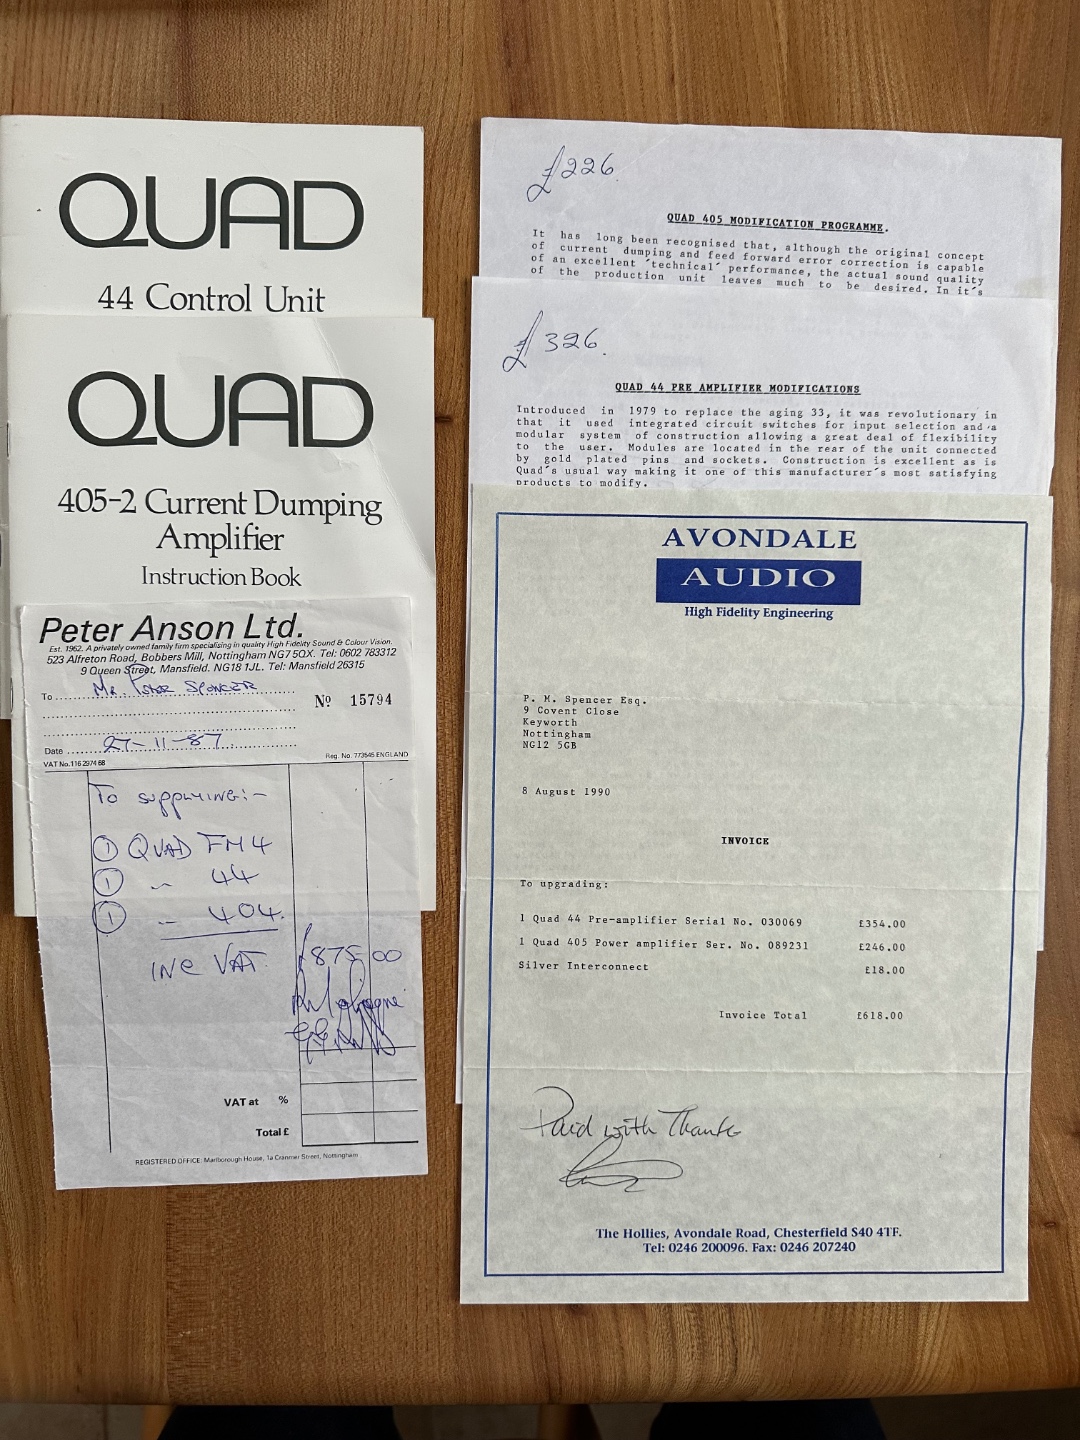 QUAD
44 Control Unit
QUAD
405-2 Current Dumping
Amplifier
Instruction Book
Peter Anson Ltd.
Est. 1962. A privately owned family firm specialising in quality High Fidelity Sound & Colour Vision.
523 Alfreton Road, Bobbers Mill, Nottingham NG7 5QX. Tel: 0602 783312
9 Queen Street, Mansfield. NG18 1JL. Tel: Mansfield 26315
To Mr. Peter Spencer
No 15794
Date 27-11-87
VAT No. 116 2974 68
Reg. No. 773645 ENGLAND
To supplying:-
1 QUAD FM4
1 " 44
1 " 404.
INC VAT £875 00
VAT at %
Total £
REGISTERED OFFICE: Marlborough House, 1a Cranmer Street, Nottingham
£226.
QUAD 405 MODIFICATION PROGRAMME.
It has long been recognised that, although the original concept
of current dumping and feed forward error correction is capable
of an excellent 'technical' performance, the actual sound quality
of the production unit leaves much to be desired. In it's
£326.
QUAD 44 PRE AMPLIFIER MODIFICATIONS
Introduced in 1979 to replace the aging 33, it was revolutionary in
that it used integrated circuit switches for input selection and a
modular system of construction allowing a great deal of flexibility
to the user. Modules are located in the rear of the unit connected
by gold plated pins and sockets. Construction is excellent as is
Quad's usual way making it one of this manufacturer's most satisfying
products to modify.
AVONDALE
AUDIO
High Fidelity Engineering
P. M. Spencer Esq.
9 Covent Close
Keyworth
Nottingham
NG12 5GB
8 August 1990
INVOICE
To upgrading:
1 Quad 44 Pre-amplifier Serial No. 030069 £354.00
1 Quad 405 Power amplifier Ser. No. 089231 £246.00
Silver Interconnect £18.00
Invoice Total £618.00
Paid with Thanks
The Hollies, Avondale Road, Chesterfield S40 4TF.
Tel: 0246 200096. Fax: 0246 207240